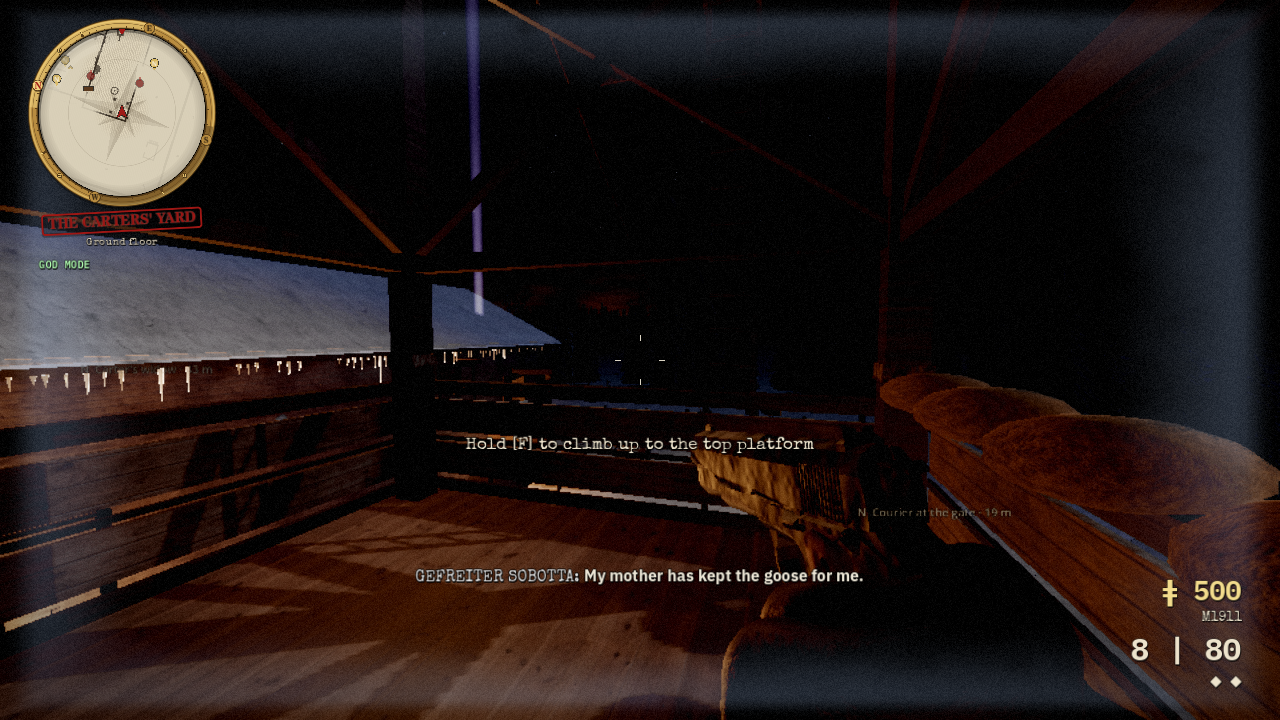 N
E
S
W
THE CARTERS' YARD
Ground floor
GOD MODE
Hold [F] to climb up to the top platform
N Courier at the gate - 19 m
GEFREITER SOBOTTA: My mother has kept the goose for me.
500
M1911
8 | 80